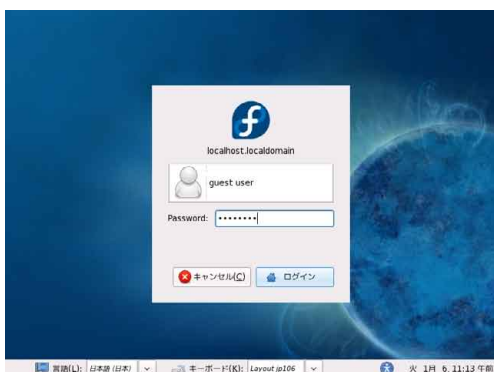 localhost.localdomain
guest user
Password: ••••••••
キャンセル(C)
ログイン
言語(L): 日本語 (日本) キーボード(K): Layout jp106 火 1月 6, 11:13 午前